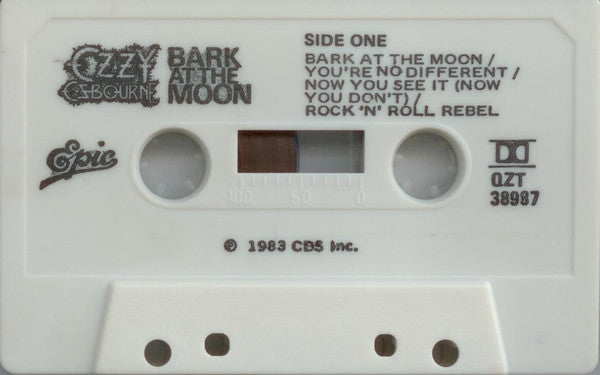 OZZY
OSBOURNE
BARK
AT THE
MOON
SIDE ONE
BARK AT THE MOON /
YOU'RE NO DIFFERENT /
NOW YOU SEE IT (NOW
YOU DON'T) /
ROCK 'N' ROLL REBEL
Epic
100 50 0
QZT
38987
℗ 1983 CBS Inc.